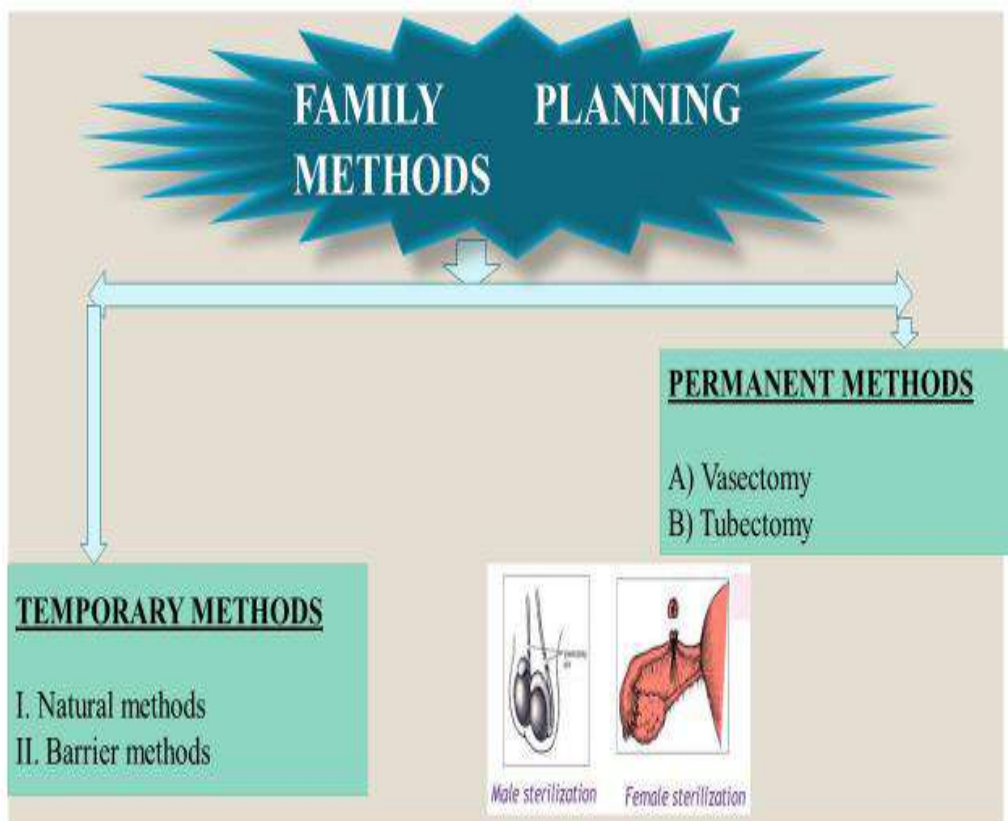 FAMILY PLANNING
METHODS
PERMANENT METHODS
A) Vasectomy
B) Tubectomy
TEMPORARY METHODS
I. Natural methods
II. Barrier methods
Male sterilization
Female sterilization